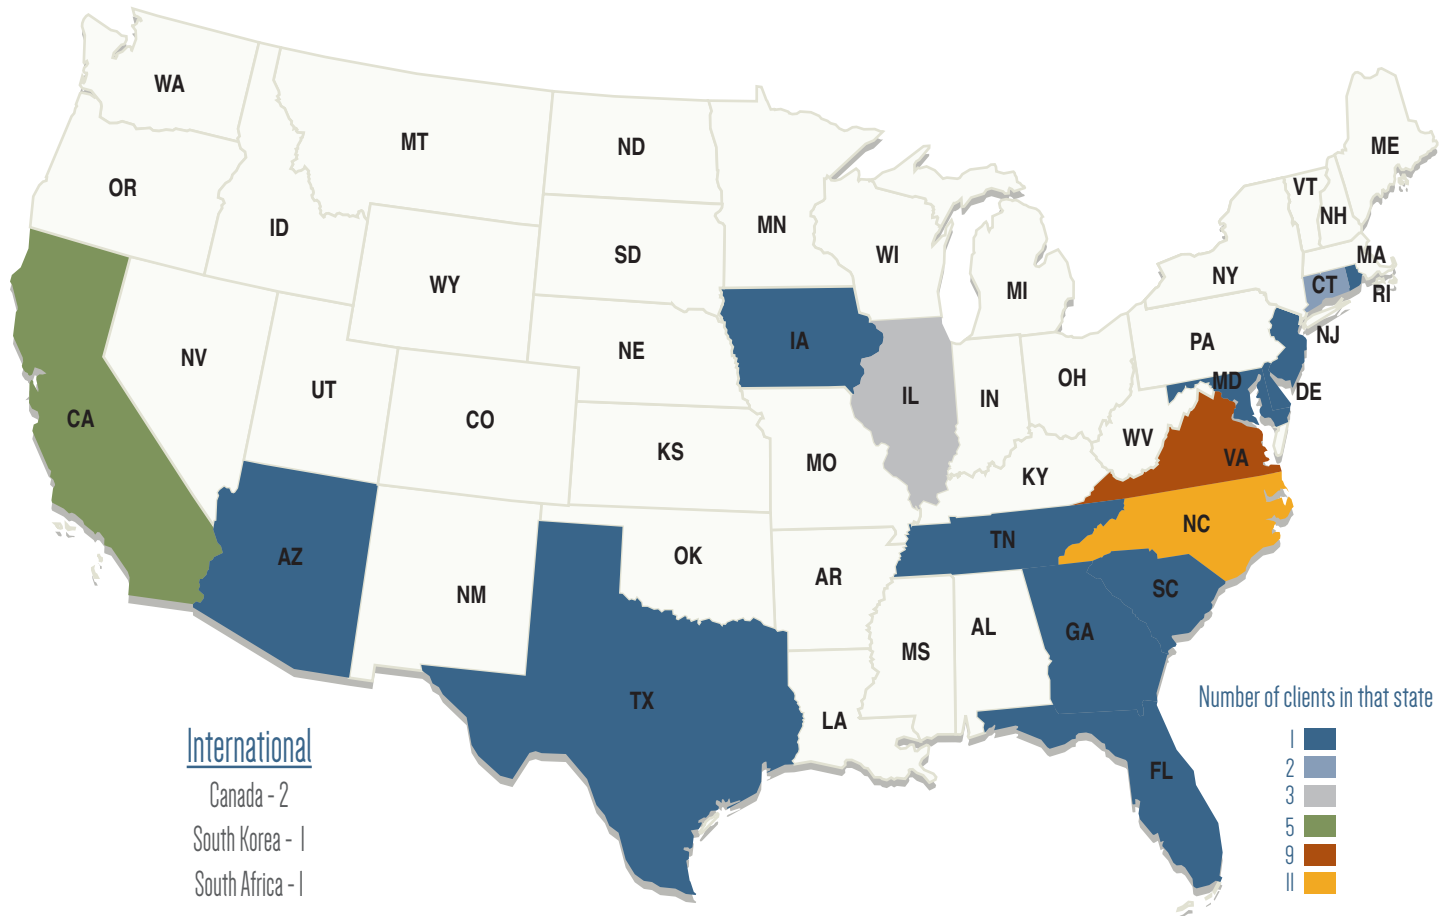 WA
MT
ND
ME
OR
VT
NH
ID
MN
SD
WI
MA
NY
WY
MI
CT
RI
NJ
IA
PA
NV
NE
UT
OH
MD
DE
IL
IN
CA
CO
WV
KS
VA
MO
KY
NC
TN
AZ
OK
AR
SC
NM
AL
GA
MS
TX
LA
FL
International
Canada - 2
South Korea - 1
South Africa - 1
Number of clients in that state
1
2
3
5
9
11